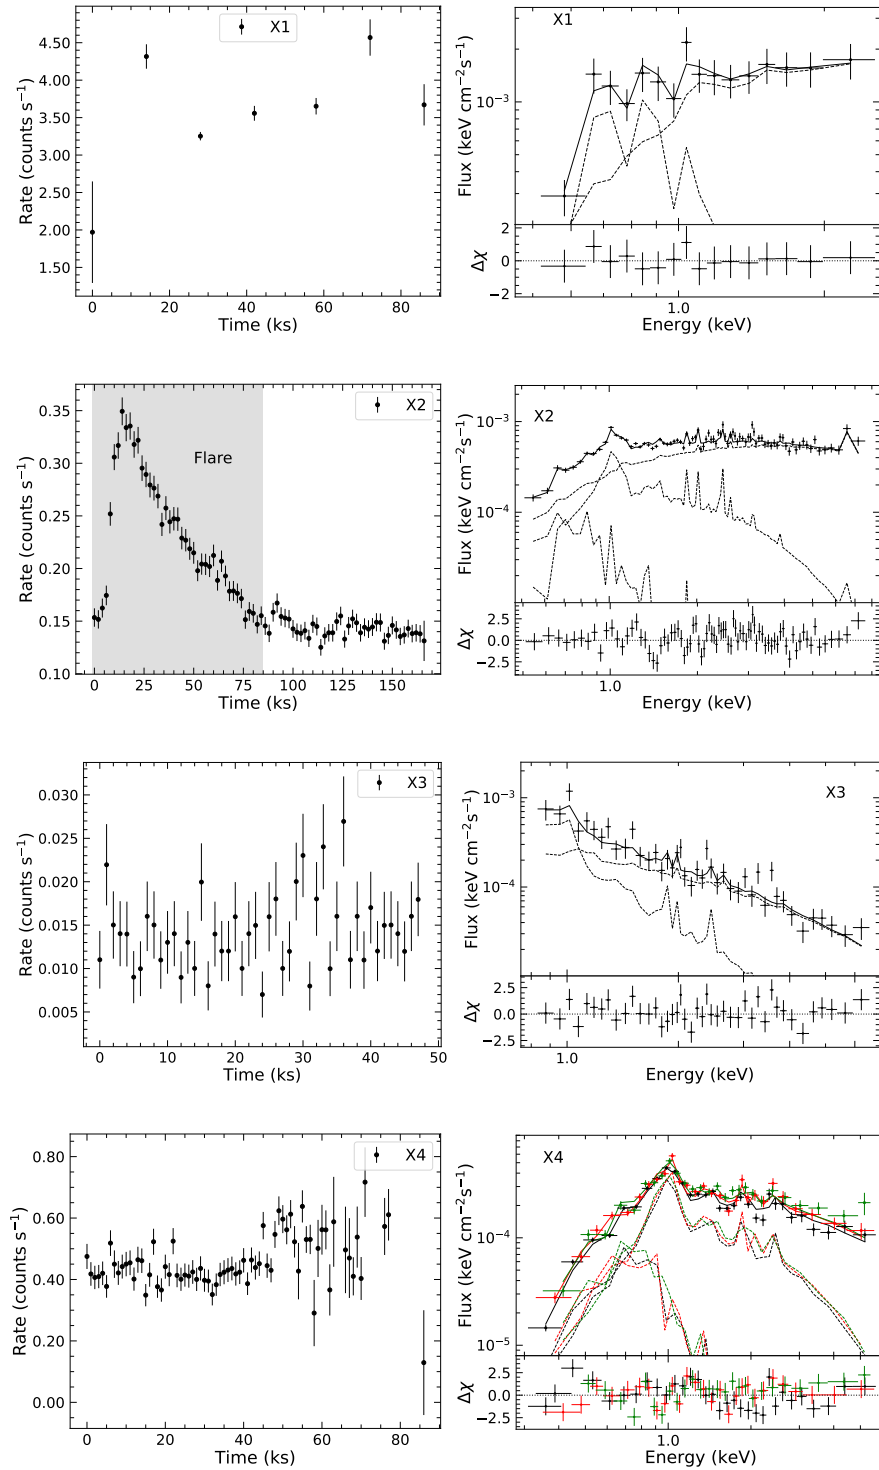 X1
4.50
4.00
3.50
3.00
2.50
2.00
1.50
Rate (counts s⁻¹)
0 20 40 60 80
Time (ks)
X1
10⁻³
Flux (keV cm⁻²s⁻¹)
2
0
−2
Δχ
1.0
Energy (keV)
X2
Flare
0.35
0.30
0.25
0.20
0.15
0.10
Rate (counts s⁻¹)
0 25 50 75 100 125 150
Time (ks)
X2
10⁻³
10⁻⁴
Flux (keV cm⁻²s⁻¹)
2.5
0.0
−2.5
Δχ
1.0
Energy (keV)
X3
0.030
0.025
0.020
0.015
0.010
0.005
Rate (counts s⁻¹)
0 10 20 30 40 50
Time (ks)
X3
10⁻³
10⁻⁴
Flux (keV cm⁻²s⁻¹)
2.5
0.0
−2.5
Δχ
1.0
Energy (keV)
X4
0.80
0.60
0.40
0.20
0.00
Rate (counts s⁻¹)
0 10 20 30 40 50 60 70 80
Time (ks)
X4
10⁻⁴
10⁻⁵
Flux (keV cm⁻²s⁻¹)
2.5
0.0
−2.5
Δχ
1.0
Energy (keV)